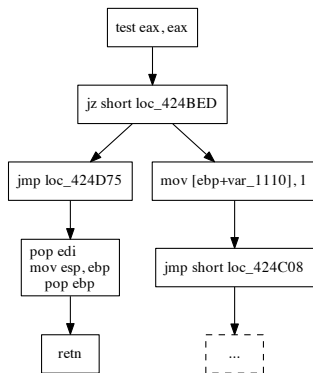 test eax, eax
jz short loc_424BED
jmp loc_424D75
mov [ebp+var_1110], 1
pop edi
mov esp, ebp
pop ebp
jmp short loc_424C08
retn
...